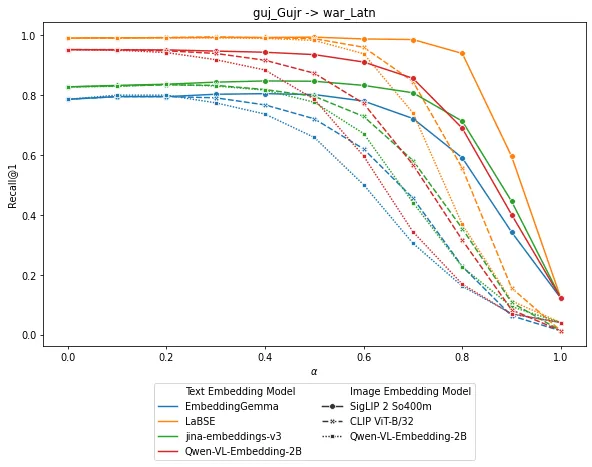 guj_Gujr -> war_Latn
Recall@1
1.0
0.8
0.6
0.4
0.2
0.0
0.0 0.2 0.4 0.6 0.8 1.0
α
Text Embedding Model
EmbeddingGemma
LaBSE
jina-embeddings-v3
Qwen-VL-Embedding-2B
Image Embedding Model
SigLIP 2 So400m
CLIP ViT-B/32
Qwen-VL-Embedding-2B